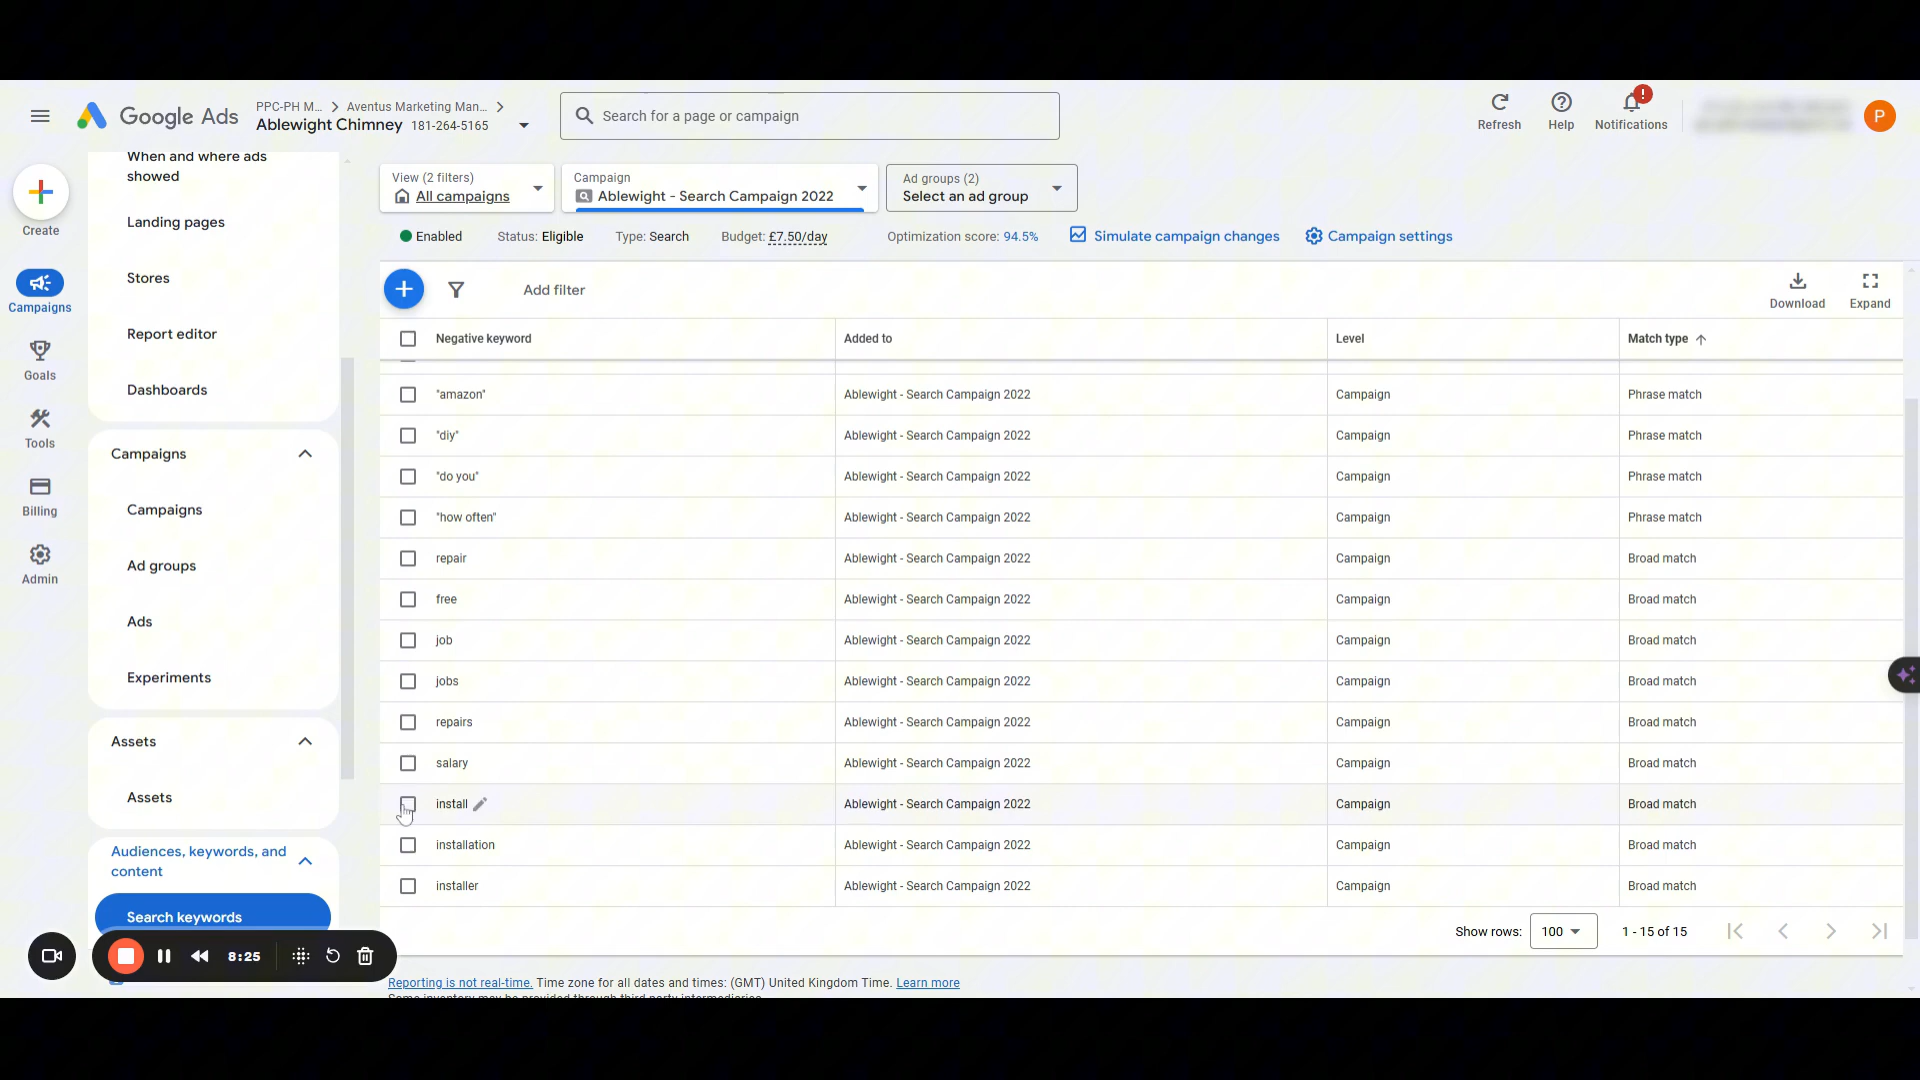 Google Ads
PPC-PH M...
Aventus Marketing Man...
Ablewight Chimney 181-264-5165
Search for a page or campaign
Refresh
Help
Notifications
!
P
Create
Campaigns
Goals
Tools
Billing
Admin
When and where ads
showed
Landing pages
Stores
Report editor
Dashboards
Campaigns
Campaigns
Ad groups
Ads
Experiments
Assets
Assets
Audiences, keywords, and
content
Search keywords
8:25
View (2 filters)
All campaigns
Campaign
Ablewight - Search Campaign 2022
Ad groups (2)
Select an ad group
Enabled
Status: Eligible
Type: Search
Budget: £7.50/day
Optimization score: 94.5%
Simulate campaign changes
Campaign settings
Add filter
Download
Expand
Negative keyword Added to Level Match type
"amazon" Ablewight - Search Campaign 2022 Campaign Phrase match
"diy" Ablewight - Search Campaign 2022 Campaign Phrase match
"do you" Ablewight - Search Campaign 2022 Campaign Phrase match
"how often" Ablewight - Search Campaign 2022 Campaign Phrase match
repair Ablewight - Search Campaign 2022 Campaign Broad match
free Ablewight - Search Campaign 2022 Campaign Broad match
job Ablewight - Search Campaign 2022 Campaign Broad match
jobs Ablewight - Search Campaign 2022 Campaign Broad match
repairs Ablewight - Search Campaign 2022 Campaign Broad match
salary Ablewight - Search Campaign 2022 Campaign Broad match
install Ablewight - Search Campaign 2022 Campaign Broad match
installation Ablewight - Search Campaign 2022 Campaign Broad match
installer Ablewight - Search Campaign 2022 Campaign Broad match
Show rows: 100 1 - 15 of 15
Reporting is not real-time. Time zone for all dates and times: (GMT) United Kingdom Time. Learn more
Some inventory may be provided through third party intermediaries.